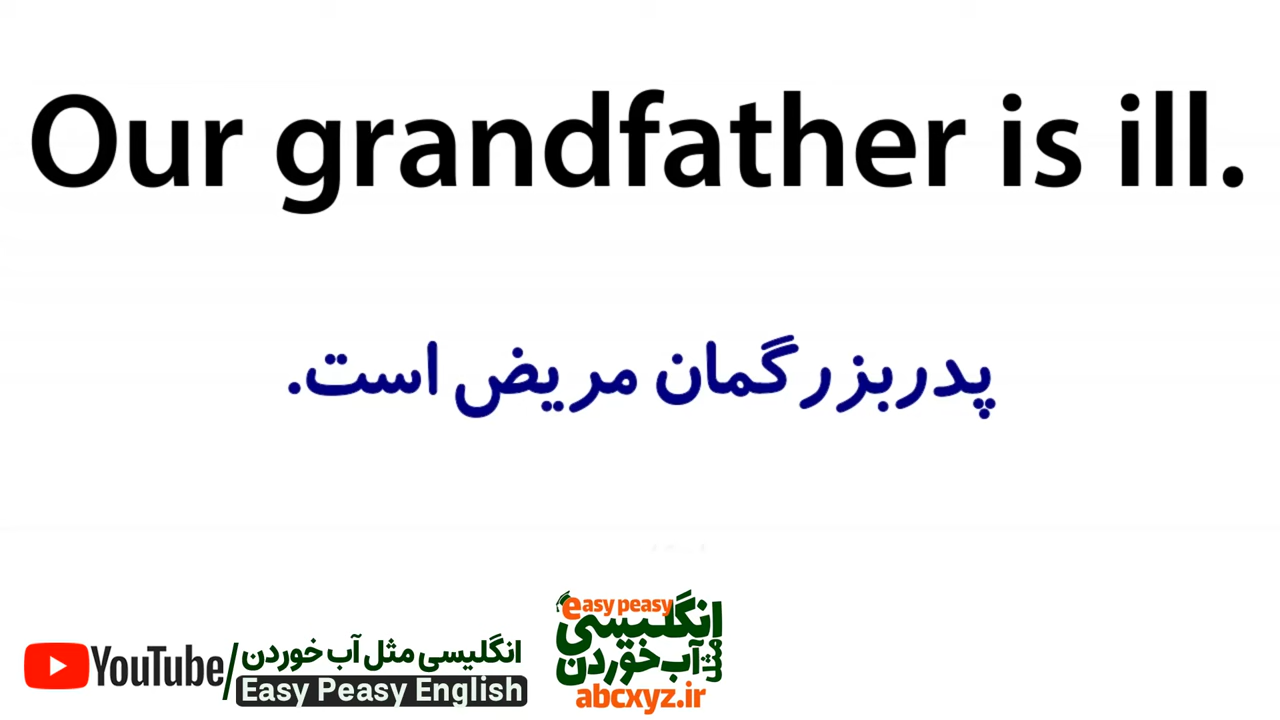 Our grandfather is ill.
پدربزرگمان مریض است.
YouTube/انگلیسی مثل آب خوردن
Easy Peasy English
easy peasy
انگلیسی
مثل
آب خوردن
abcxyz.ir